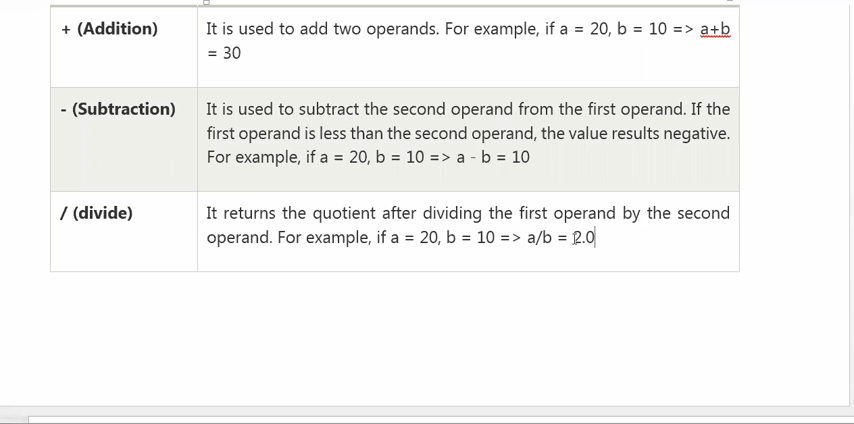 + (Addition)
It is used to add two operands. For example, if a = 20, b = 10 => a+b
= 30
- (Subtraction)
It is used to subtract the second operand from the first operand. If the
first operand is less than the second operand, the value results negative.
For example, if a = 20, b = 10 => a - b = 10
/ (divide)
It returns the quotient after dividing the first operand by the second
operand. For example, if a = 20, b = 10 => a/b = 2.0